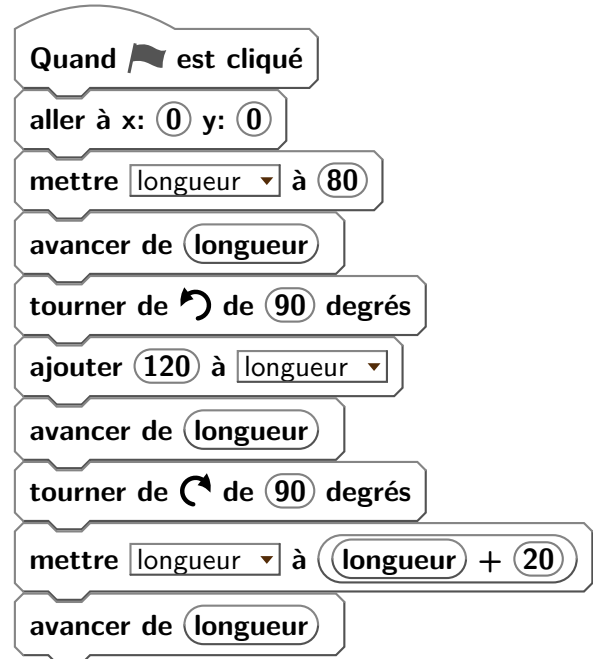 Quand est cliqué
aller à x: 0 y: 0
mettre longueur à 80
avancer de longueur
tourner de de 90 degrés
ajouter 120 à longueur
avancer de longueur
tourner de de 90 degrés
mettre longueur à longueur + 20
avancer de longueur